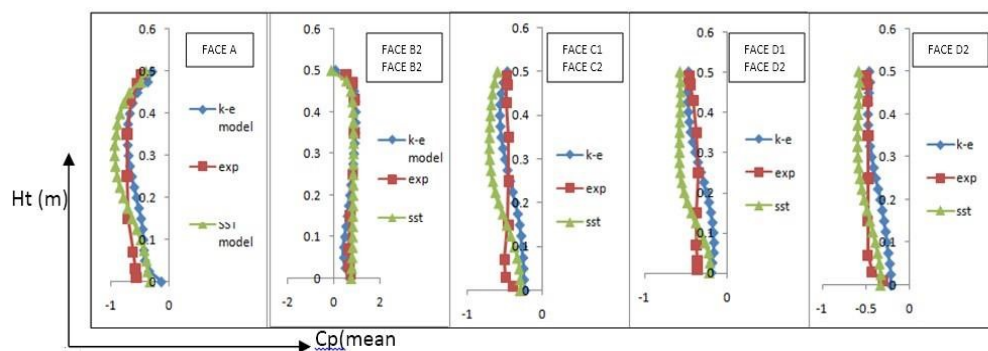 Ht (m)
0.6
0.5
0.4
0.3
0.2
0.1
0
-1
0
FACE A
k-e
model
exp
SST
model
0.6
0.5
0.4
0.3
0.2
0.1
0
-2
0
2
FACE B2
FACE B2
k-e
model
exp
sst
0.6
0.5
0.4
0.3
0.2
0.1
0
-1
0
FACE C1
FACE C2
k-e
exp
sst
0.6
0.5
0.4
0.3
0.2
0.1
0
-1
0
FACE D1
FACE D2
k-e
exp
sst
0.6
0.5
0.4
0.3
0.2
0.1
0
-1
-0.5
0
FACE D2
k-e
exp
sst
Cp(mean